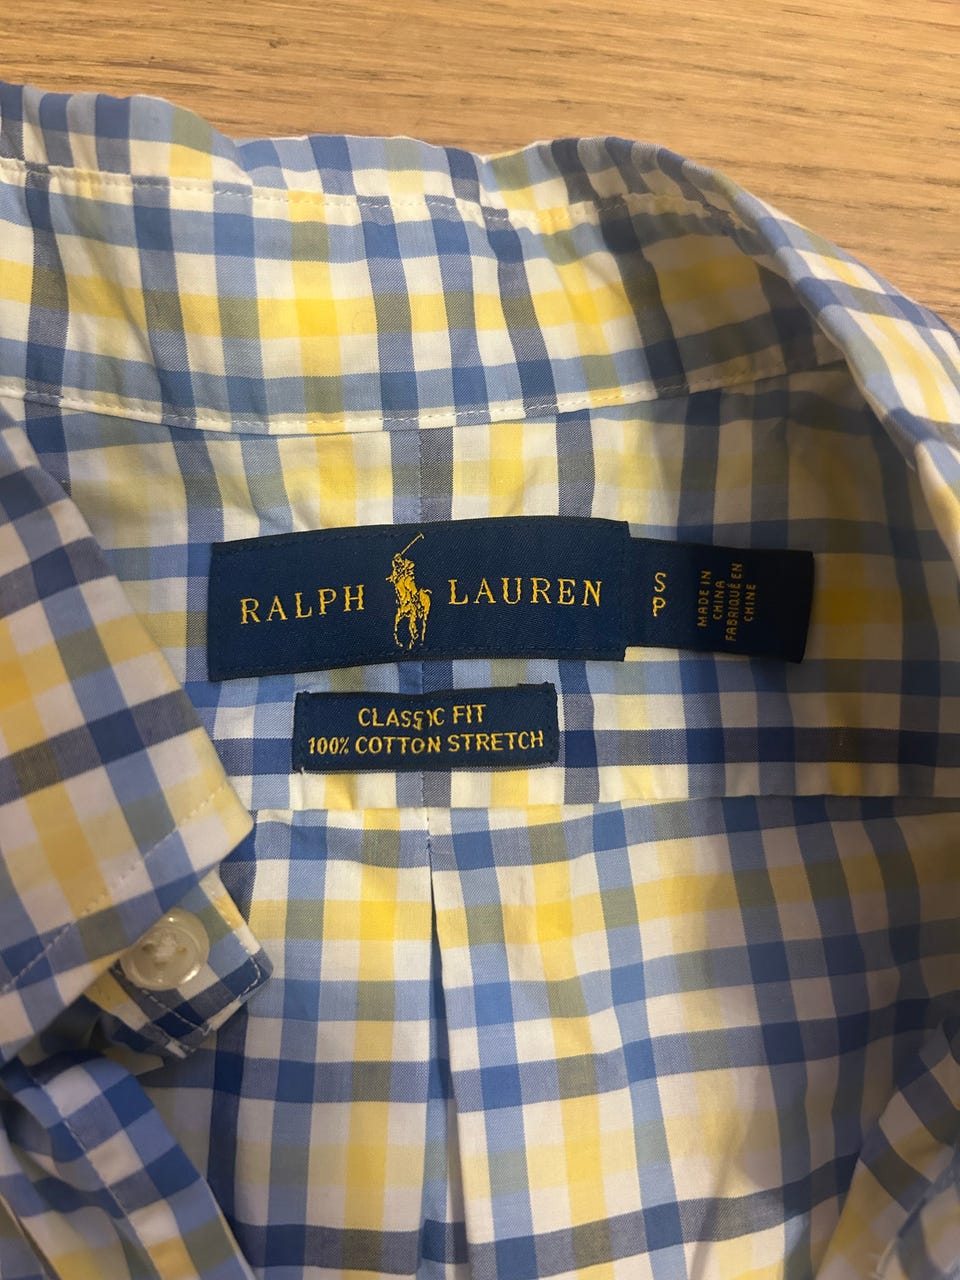 RALPH LAUREN
S
P
MADE IN
CHINA
FABRIQUÉ EN
CHINE
CLASSIC FIT
100% COTTON STRETCH